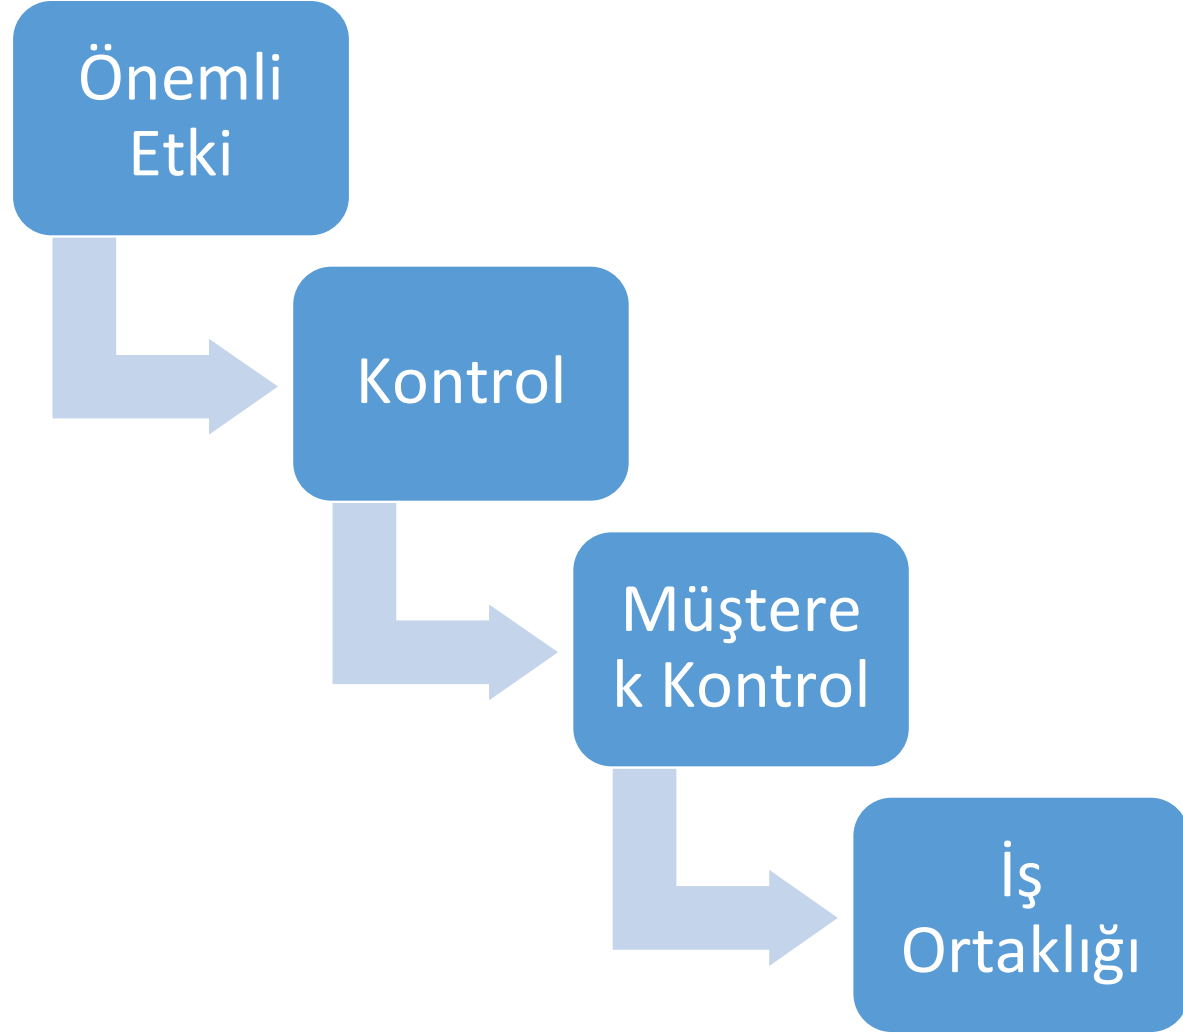 Önemli
Etki
Kontrol
Müştere
k Kontrol
İş
Ortaklığı